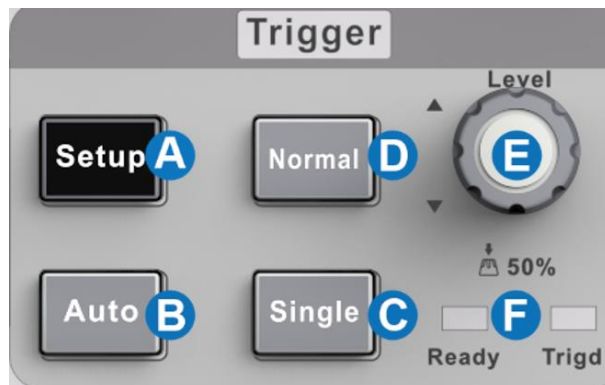 Trigger
Level
Setup A
Normal D
E
50%
Auto B
Single C
F
Ready Trigd